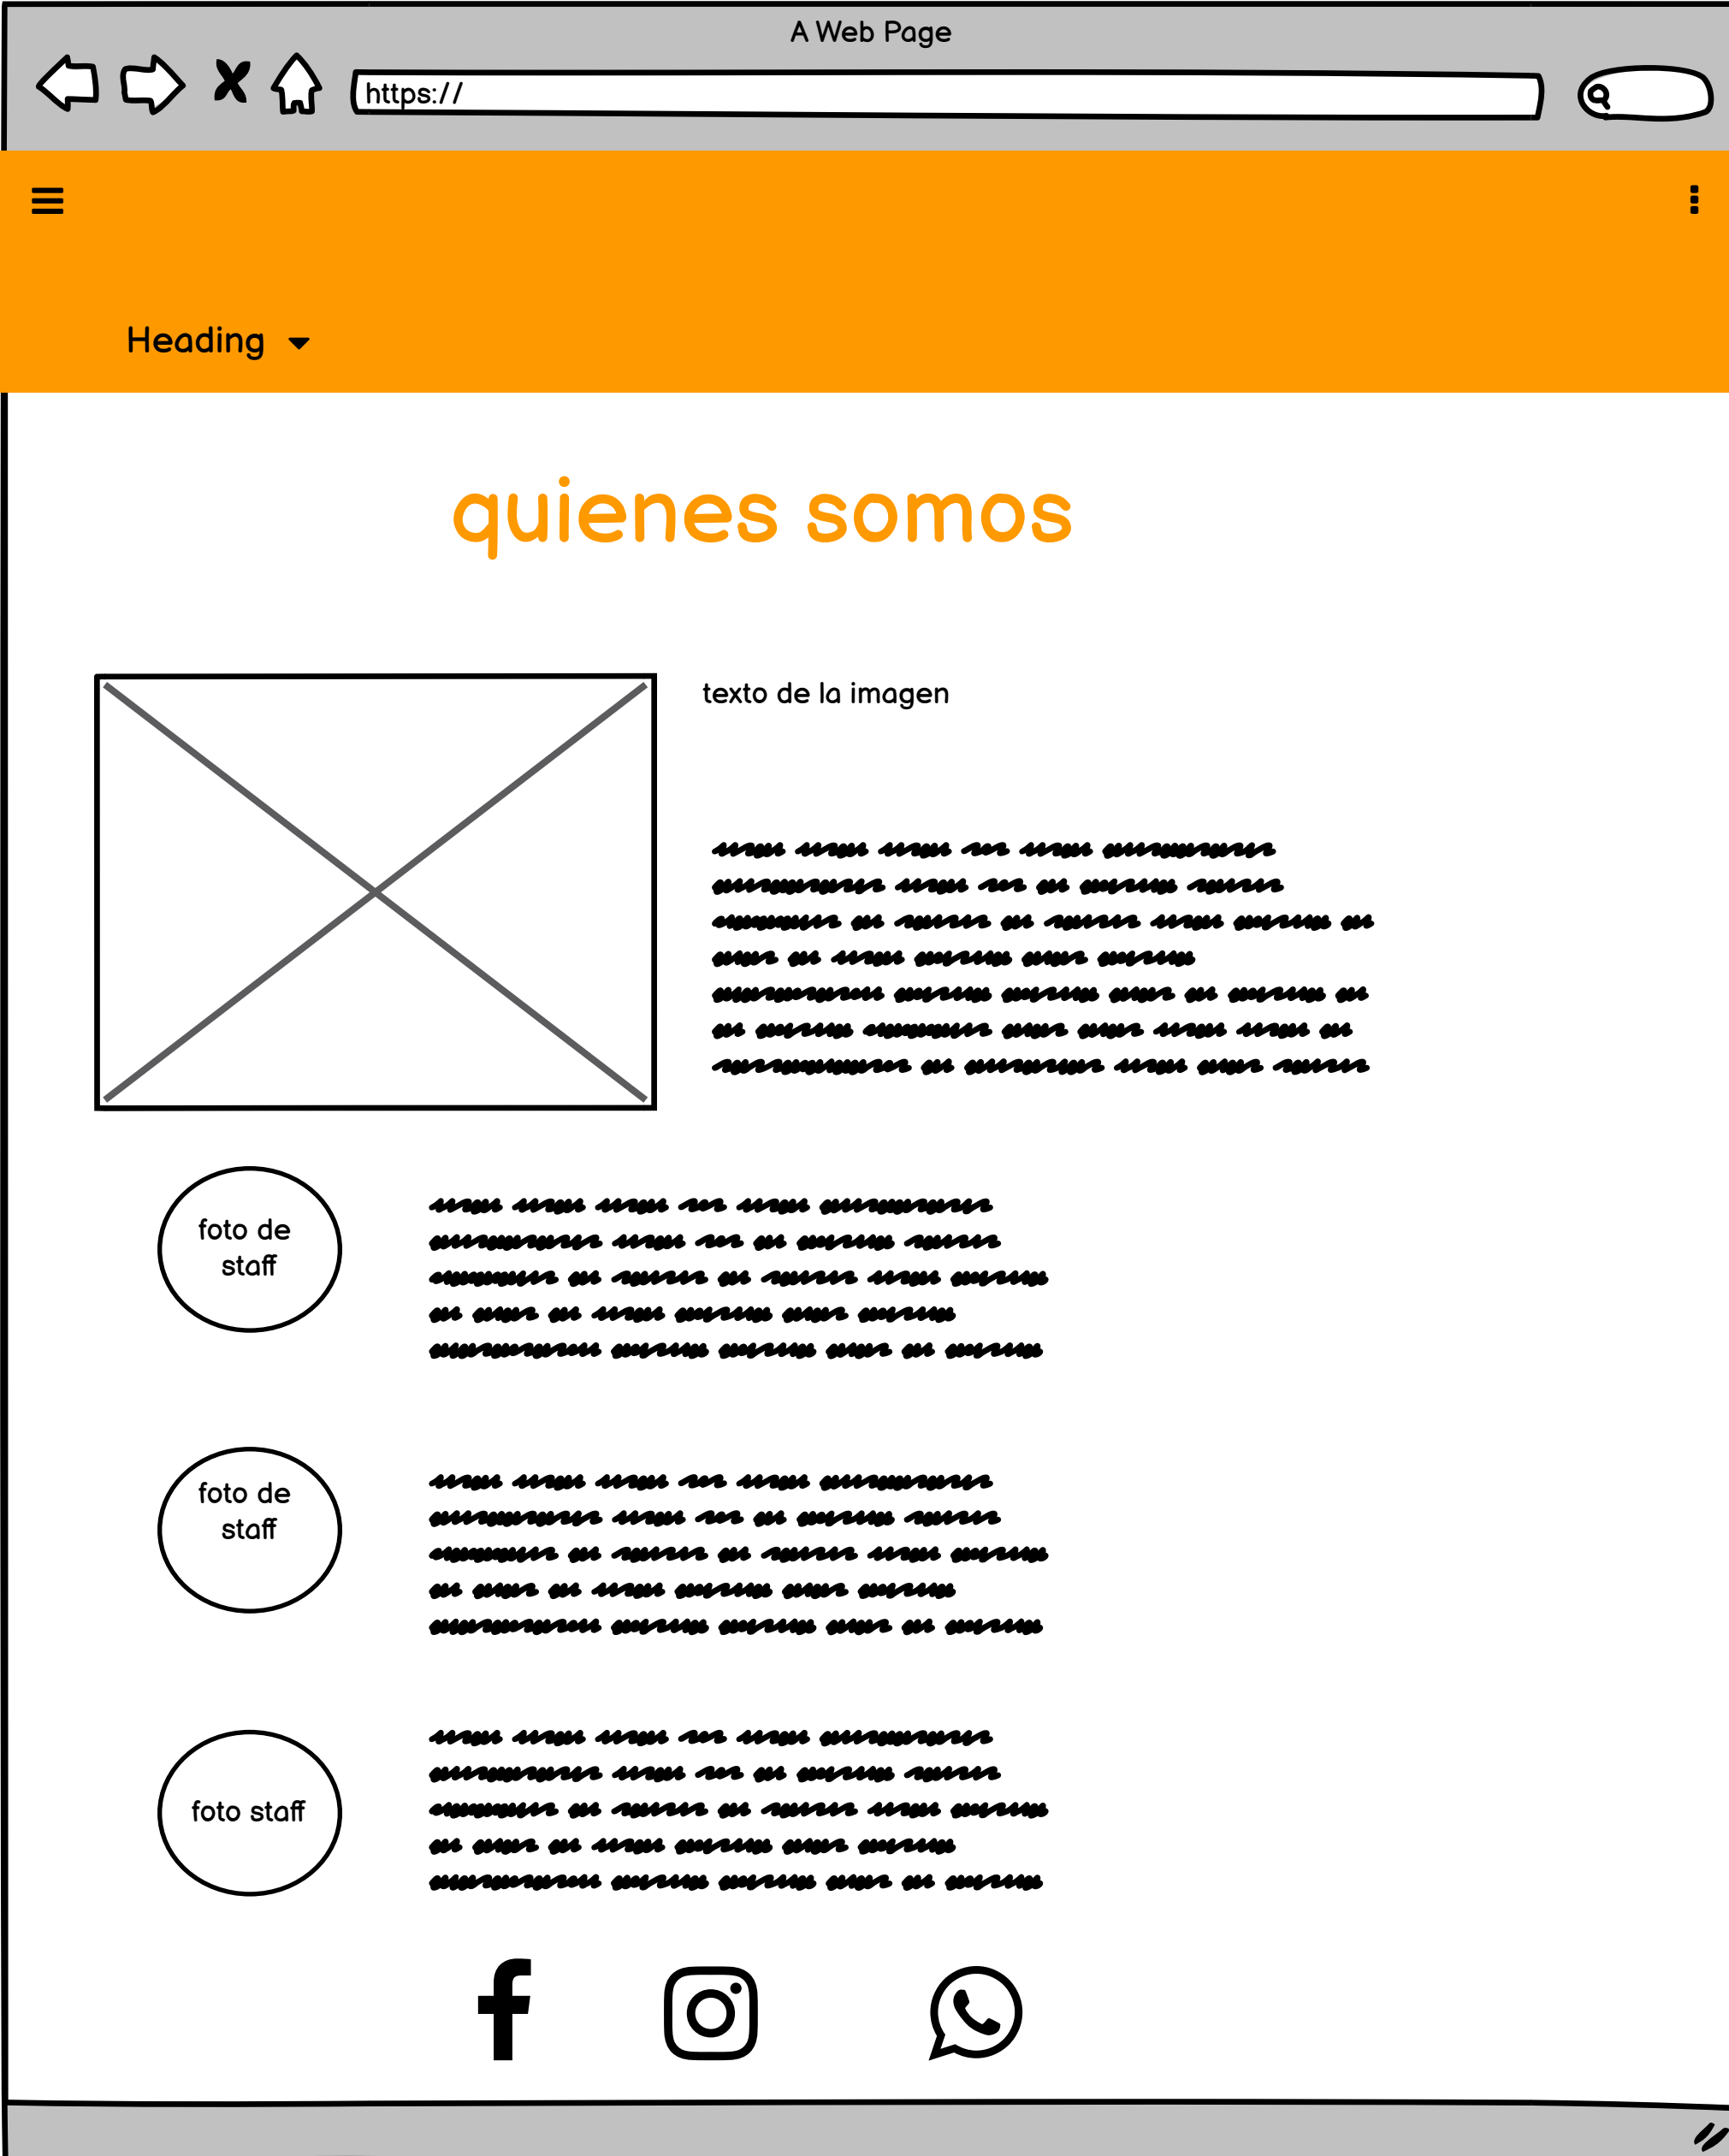 A Web Page
https://
Heading
quienes somos
texto de la imagen
foto de
staff
foto de
staff
foto staff